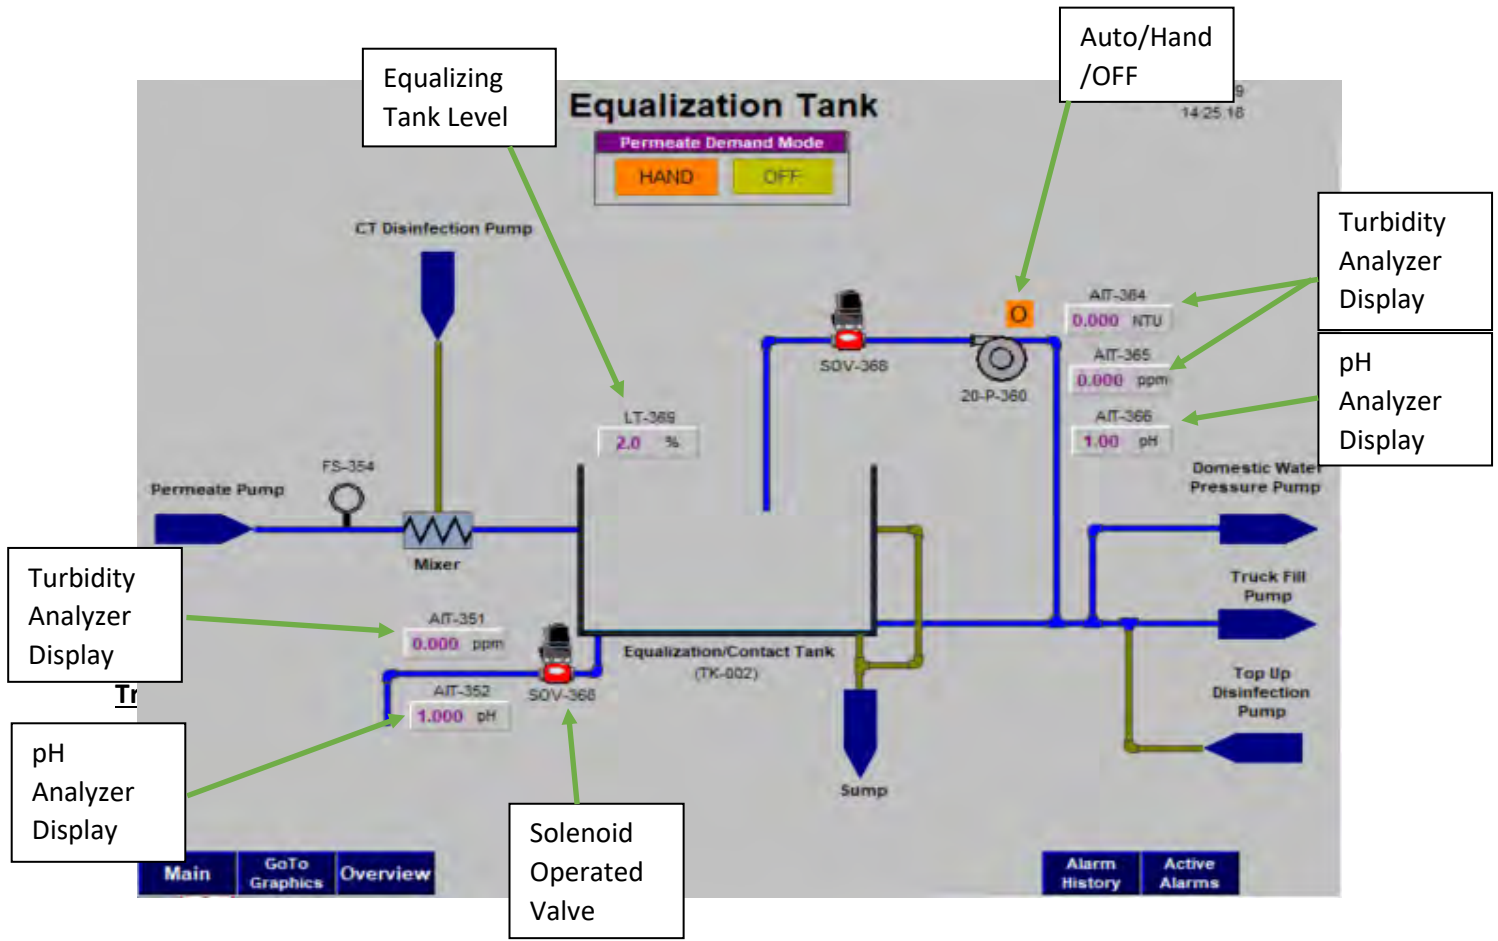 Auto/Hand
/OFF
Equalizing
Tank Level
Equalization Tank
9
14:25:18
Permeate Demand Mode
HAND
OFF
Turbidity
Analyzer
Display
CT Disinfection Pump
AIT-364
0.000 NTU
SOV-368
AIT-365
0.000 ppm
20-P-360
pH
Analyzer
Display
O
LT-369
2.0 %
AIT-366
1.00 pH
FS-354
Permeate Pump
Domestic Water
Pressure Pump
Mixer
Turbidity
Analyzer
Display
Truck Fill
Pump
AIT-351
0.000 ppm
Equalization/Contact Tank
(TK-002)
Top Up
Disinfection
Pump
Tr
AIT-352
SOV-368
1.000 pH
pH
Analyzer
Display
Sump
Solenoid
Operated
Valve
Main
GoTo
Graphics
Overview
Alarm
History
Active
Alarms